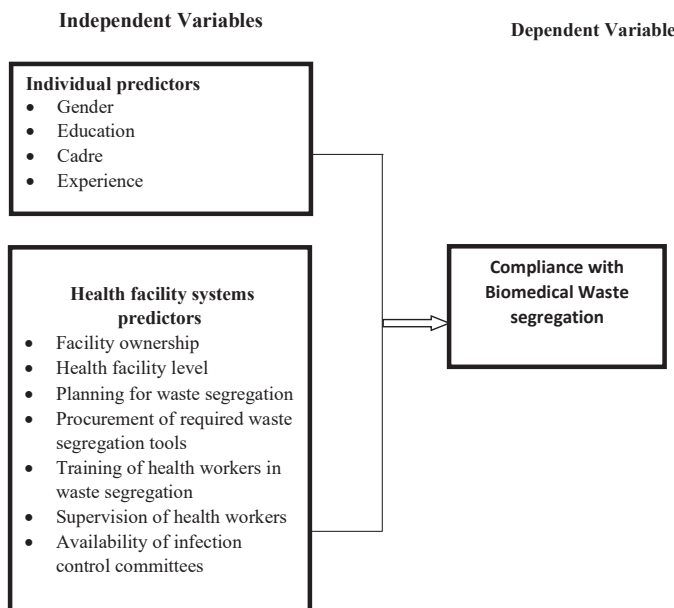 Independent Variables
Dependent Variable
Individual predictors
• Gender
• Education
• Cadre
• Experience
Health facility systems
predictors
• Facility ownership
• Health facility level
• Planning for waste segregation
• Procurement of required waste
segregation tools
• Training of health workers in
waste segregation
• Supervision of health workers
• Availability of infection
control committees
Compliance with
Biomedical Waste
segregation